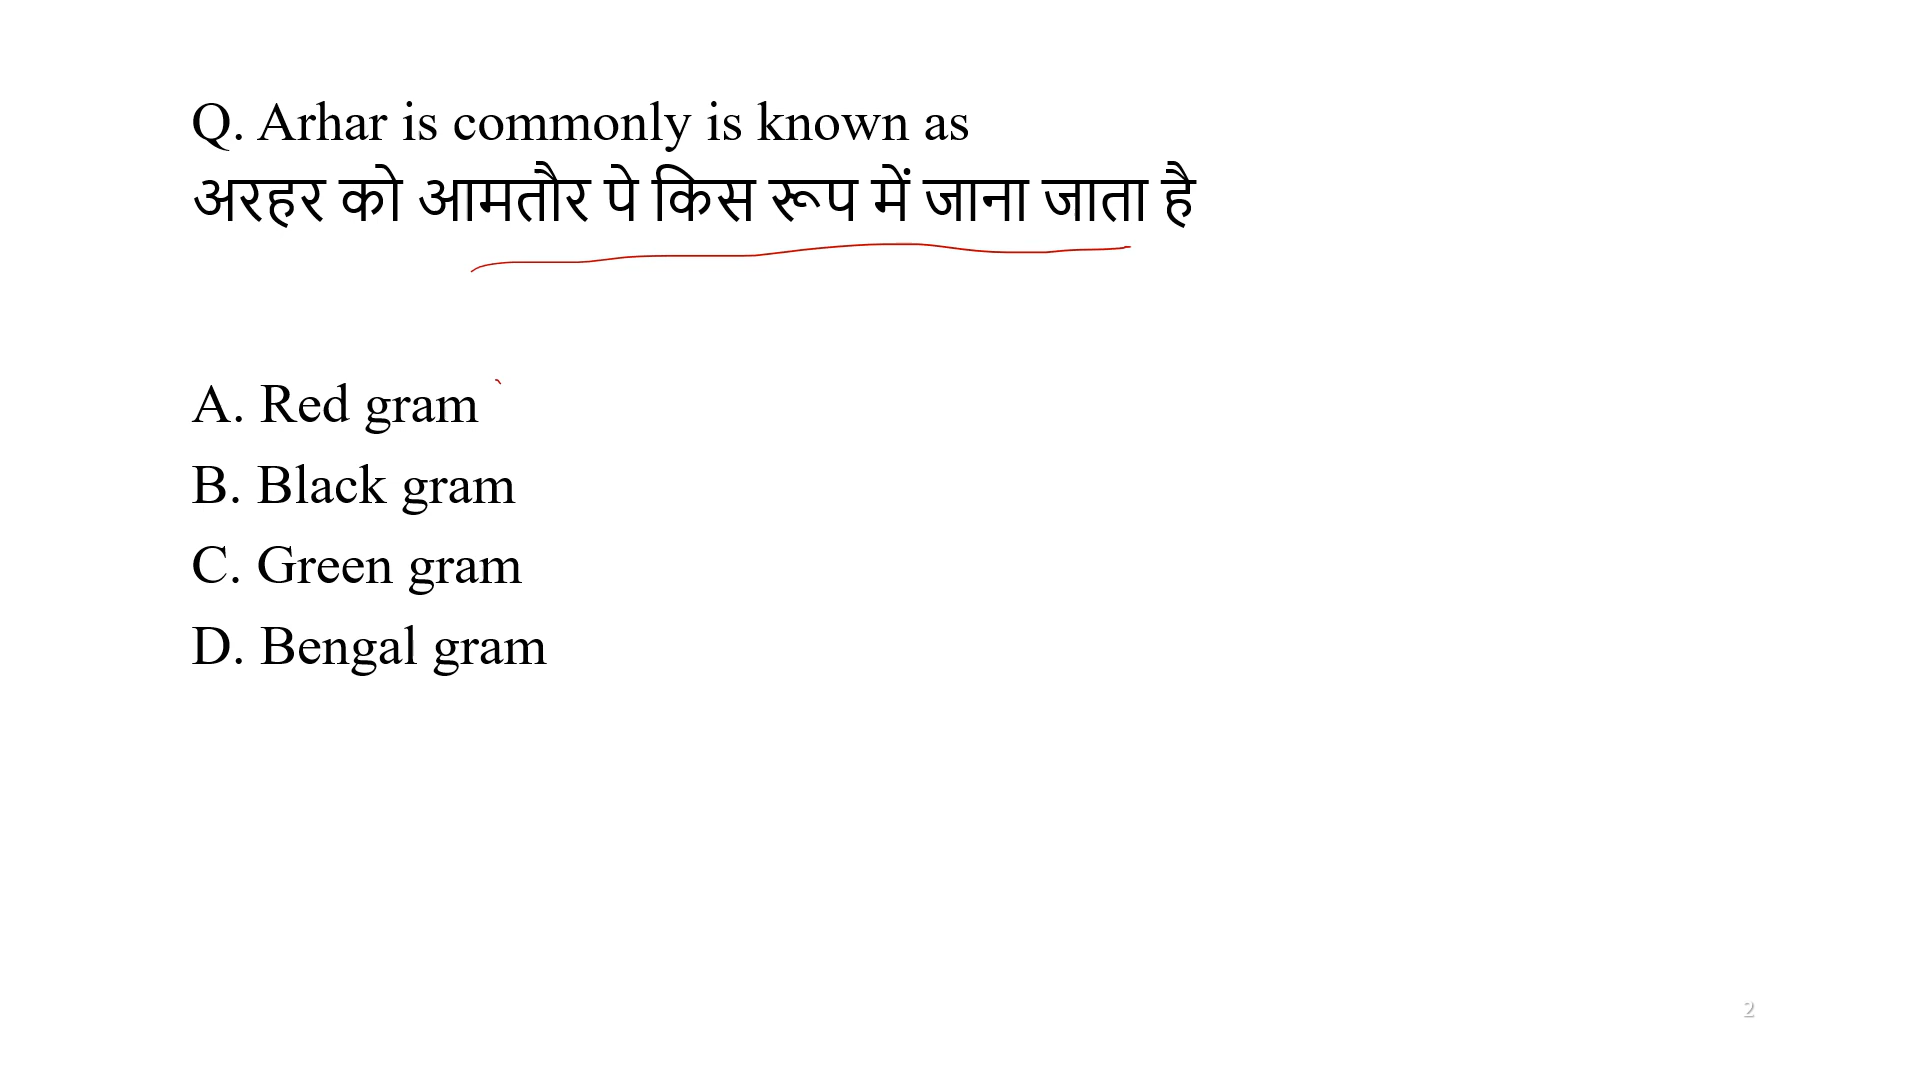 Q. Arhar is commonly is known as
अरहर को आमतौर पे किस रूप में जाना जाता है
A. Red gram
B. Black gram
C. Green gram
D. Bengal gram
2